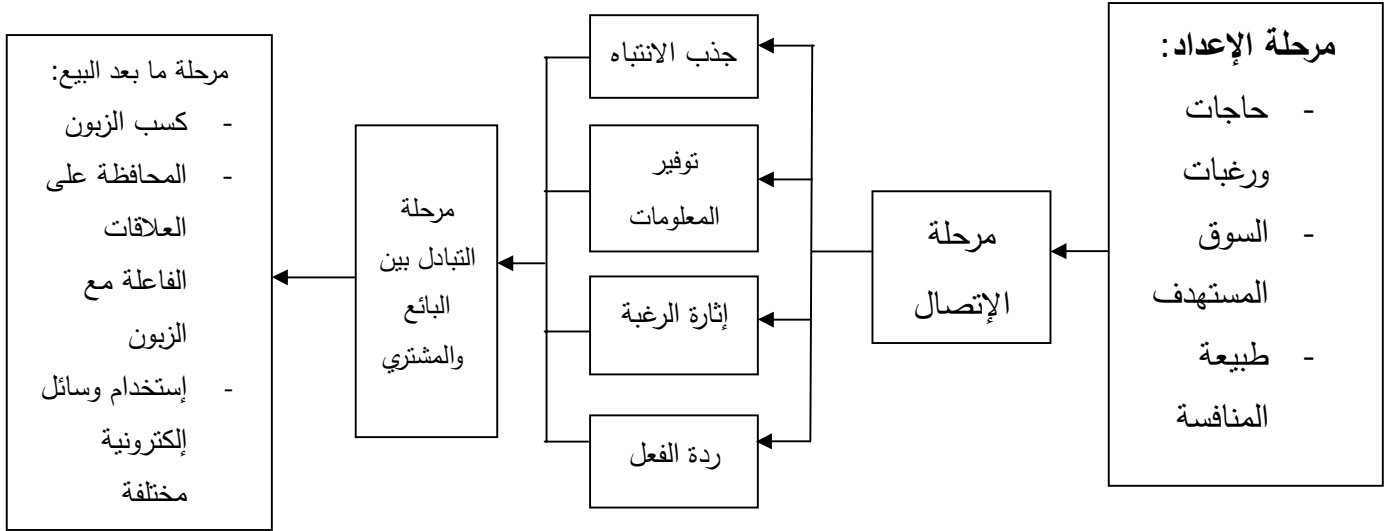 مرحلة الإعداد:
- حاجات
ورغبات
- السوق
المستهدف
- طبيعة
المنافسة
مرحلة
الإتصال
جذب الانتباه
توفير
المعلومات
إثارة الرغبة
ردة الفعل
مرحلة
التبادل بين
البائع
والمشتري
مرحلة ما بعد البيع:
- كسب الزبون
- المحافظة على
العلاقات
الفاعلة مع
الزبون
- إستخدام وسائل
إلكترونية
مختلفة